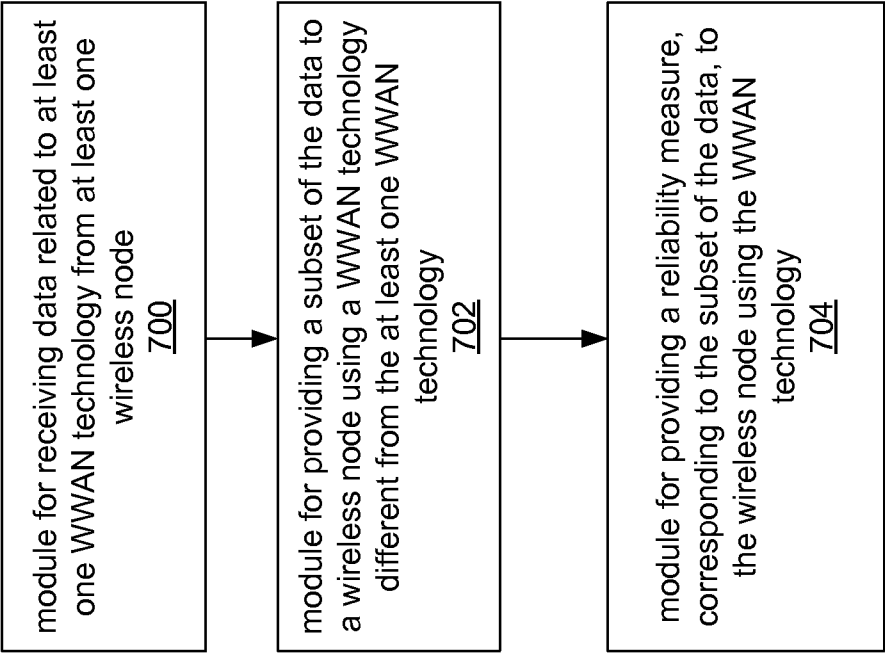 module for receiving data related to at least
one WWAN technology from at least one
wireless node
700
module for providing a subset of the data to
a wireless node using a WWAN technology
different from the at least one WWAN
technology
702
module for providing a reliability measure,
corresponding to the subset of the data, to
the wireless node using the WWAN
technology
704